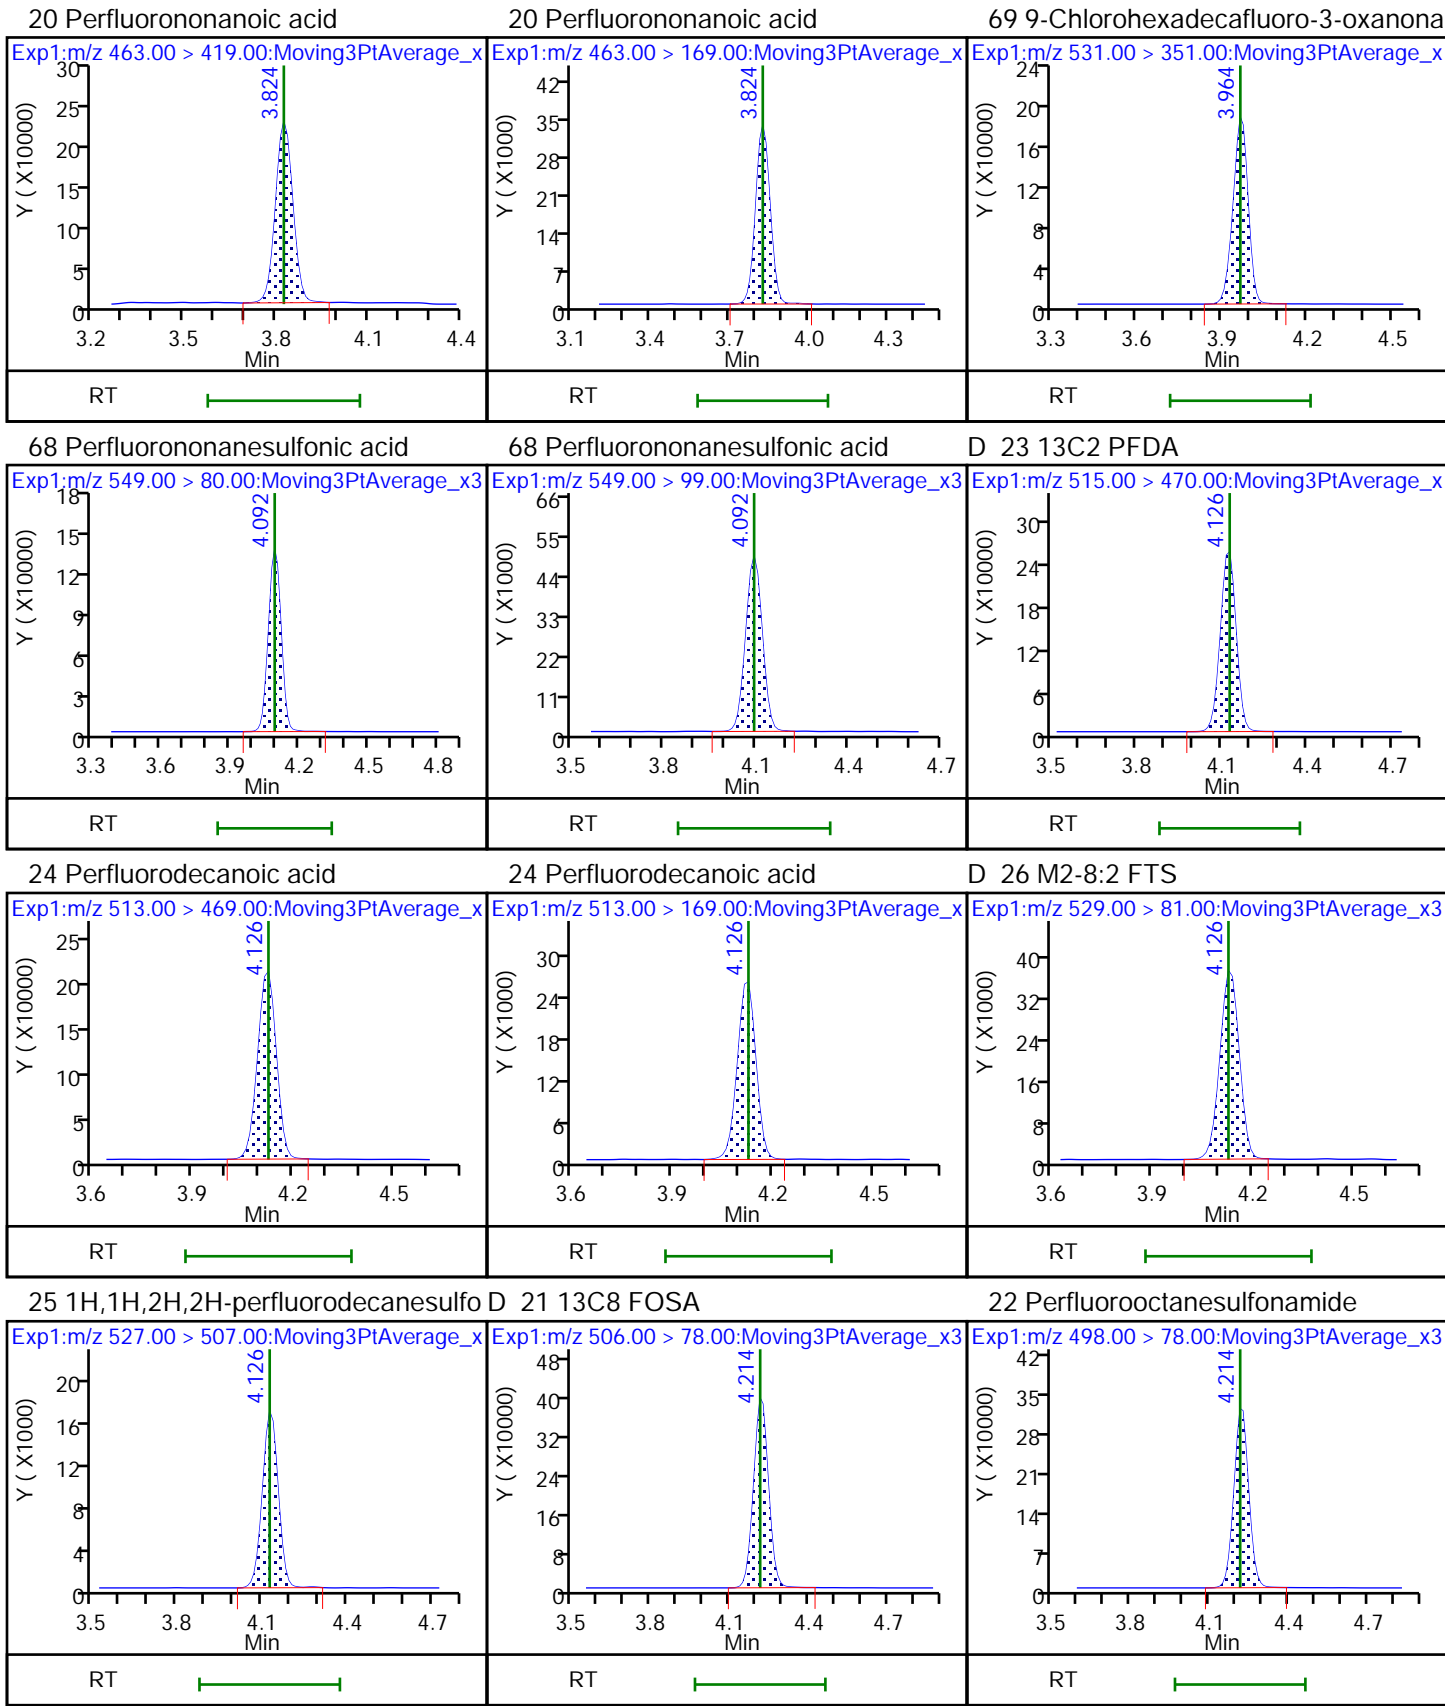 20 Perfluorononanoic acid
Exp1:m/z 463.00 > 419.00:Moving3PtAverage_x
3.824
Y ( X10000)
30
25
20
15
10
5
0
3.2 3.5 3.8 4.1 4.4
Min
RT
20 Perfluorononanoic acid
Exp1:m/z 463.00 > 169.00:Moving3PtAverage_x
3.824
Y ( X1000)
42
35
28
21
14
7
0
3.1 3.4 3.7 4.0 4.3
Min
RT
69 9-Chlorohexadecafluoro-3-oxanona
Exp1:m/z 531.00 > 351.00:Moving3PtAverage_x
3.964
Y ( X10000)
24
20
16
12
8
4
0
3.3 3.6 3.9 4.2 4.5
Min
RT
68 Perfluorononanesulfonic acid
Exp1:m/z 549.00 > 80.00:Moving3PtAverage_x3
4.092
Y ( X10000)
18
15
12
9
6
3
0
3.3 3.6 3.9 4.2 4.5 4.8
Min
RT
68 Perfluorononanesulfonic acid
Exp1:m/z 549.00 > 99.00:Moving3PtAverage_x3
4.092
Y ( X1000)
66
55
44
33
22
11
0
3.5 3.8 4.1 4.4 4.7
Min
RT
D 23 13C2 PFDA
Exp1:m/z 515.00 > 470.00:Moving3PtAverage_x
4.126
Y ( X10000)
30
24
18
12
6
0
3.5 3.8 4.1 4.4 4.7
Min
RT
24 Perfluorodecanoic acid
Exp1:m/z 513.00 > 469.00:Moving3PtAverage_x
4.126
Y ( X10000)
25
20
15
10
5
0
3.6 3.9 4.2 4.5
Min
RT
24 Perfluorodecanoic acid
Exp1:m/z 513.00 > 169.00:Moving3PtAverage_x
4.126
Y ( X1000)
30
24
18
12
6
0
3.6 3.9 4.2 4.5
Min
RT
D 26 M2-8:2 FTS
Exp1:m/z 529.00 > 81.00:Moving3PtAverage_x3
4.126
Y ( X1000)
40
32
24
16
8
0
3.6 3.9 4.2 4.5
Min
RT
25 1H,1H,2H,2H-perfluorodecanesulfo
Exp1:m/z 527.00 > 507.00:Moving3PtAverage_x
4.126
Y ( X1000)
20
16
12
8
4
0
3.5 3.8 4.1 4.4 4.7
Min
RT
D 21 13C8 FOSA
Exp1:m/z 506.00 > 78.00:Moving3PtAverage_x3
4.214
Y ( X10000)
48
40
32
24
16
8
0
3.5 3.8 4.1 4.4 4.7
Min
RT
22 Perfluorooctanesulfonamide
Exp1:m/z 498.00 > 78.00:Moving3PtAverage_x3
4.214
Y ( X10000)
42
35
28
21
14
7
0
3.5 3.8 4.1 4.4 4.7
Min
RT